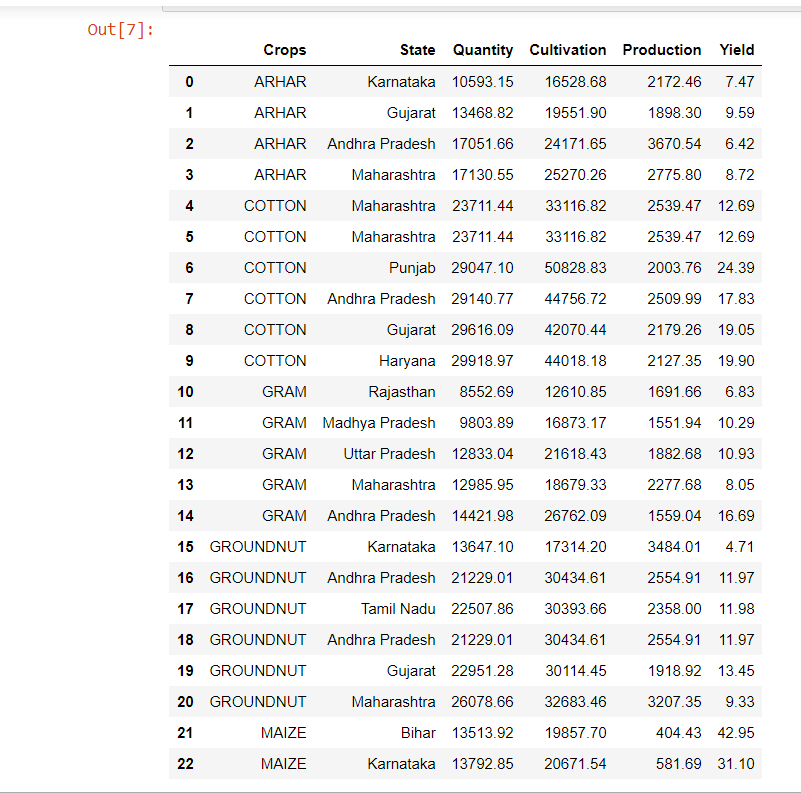 Out[7]:
Crops State Quantity Cultivation Production Yield
0 ARHAR Karnataka 10593.15 16528.68 2172.46 7.47
1 ARHAR Gujarat 13468.82 19551.90 1898.30 9.59
2 ARHAR Andhra Pradesh 17051.66 24171.65 3670.54 6.42
3 ARHAR Maharashtra 17130.55 25270.26 2775.80 8.72
4 COTTON Maharashtra 23711.44 33116.82 2539.47 12.69
5 COTTON Maharashtra 23711.44 33116.82 2539.47 12.69
6 COTTON Punjab 29047.10 50828.83 2003.76 24.39
7 COTTON Andhra Pradesh 29140.77 44756.72 2509.99 17.83
8 COTTON Gujarat 29616.09 42070.44 2179.26 19.05
9 COTTON Haryana 29918.97 44018.18 2127.35 19.90
10 GRAM Rajasthan 8552.69 12610.85 1691.66 6.83
11 GRAM Madhya Pradesh 9803.89 16873.17 1551.94 10.29
12 GRAM Uttar Pradesh 12833.04 21618.43 1882.68 10.93
13 GRAM Maharashtra 12985.95 18679.33 2277.68 8.05
14 GRAM Andhra Pradesh 14421.98 26762.09 1559.04 16.69
15 GROUNDNUT Karnataka 13647.10 17314.20 3484.01 4.71
16 GROUNDNUT Andhra Pradesh 21229.01 30434.61 2554.91 11.97
17 GROUNDNUT Tamil Nadu 22507.86 30393.66 2358.00 11.98
18 GROUNDNUT Andhra Pradesh 21229.01 30434.61 2554.91 11.97
19 GROUNDNUT Gujarat 22951.28 30114.45 1918.92 13.45
20 GROUNDNUT Maharashtra 26078.66 32683.46 3207.35 9.33
21 MAIZE Bihar 13513.92 19857.70 404.43 42.95
22 MAIZE Karnataka 13792.85 20671.54 581.69 31.10